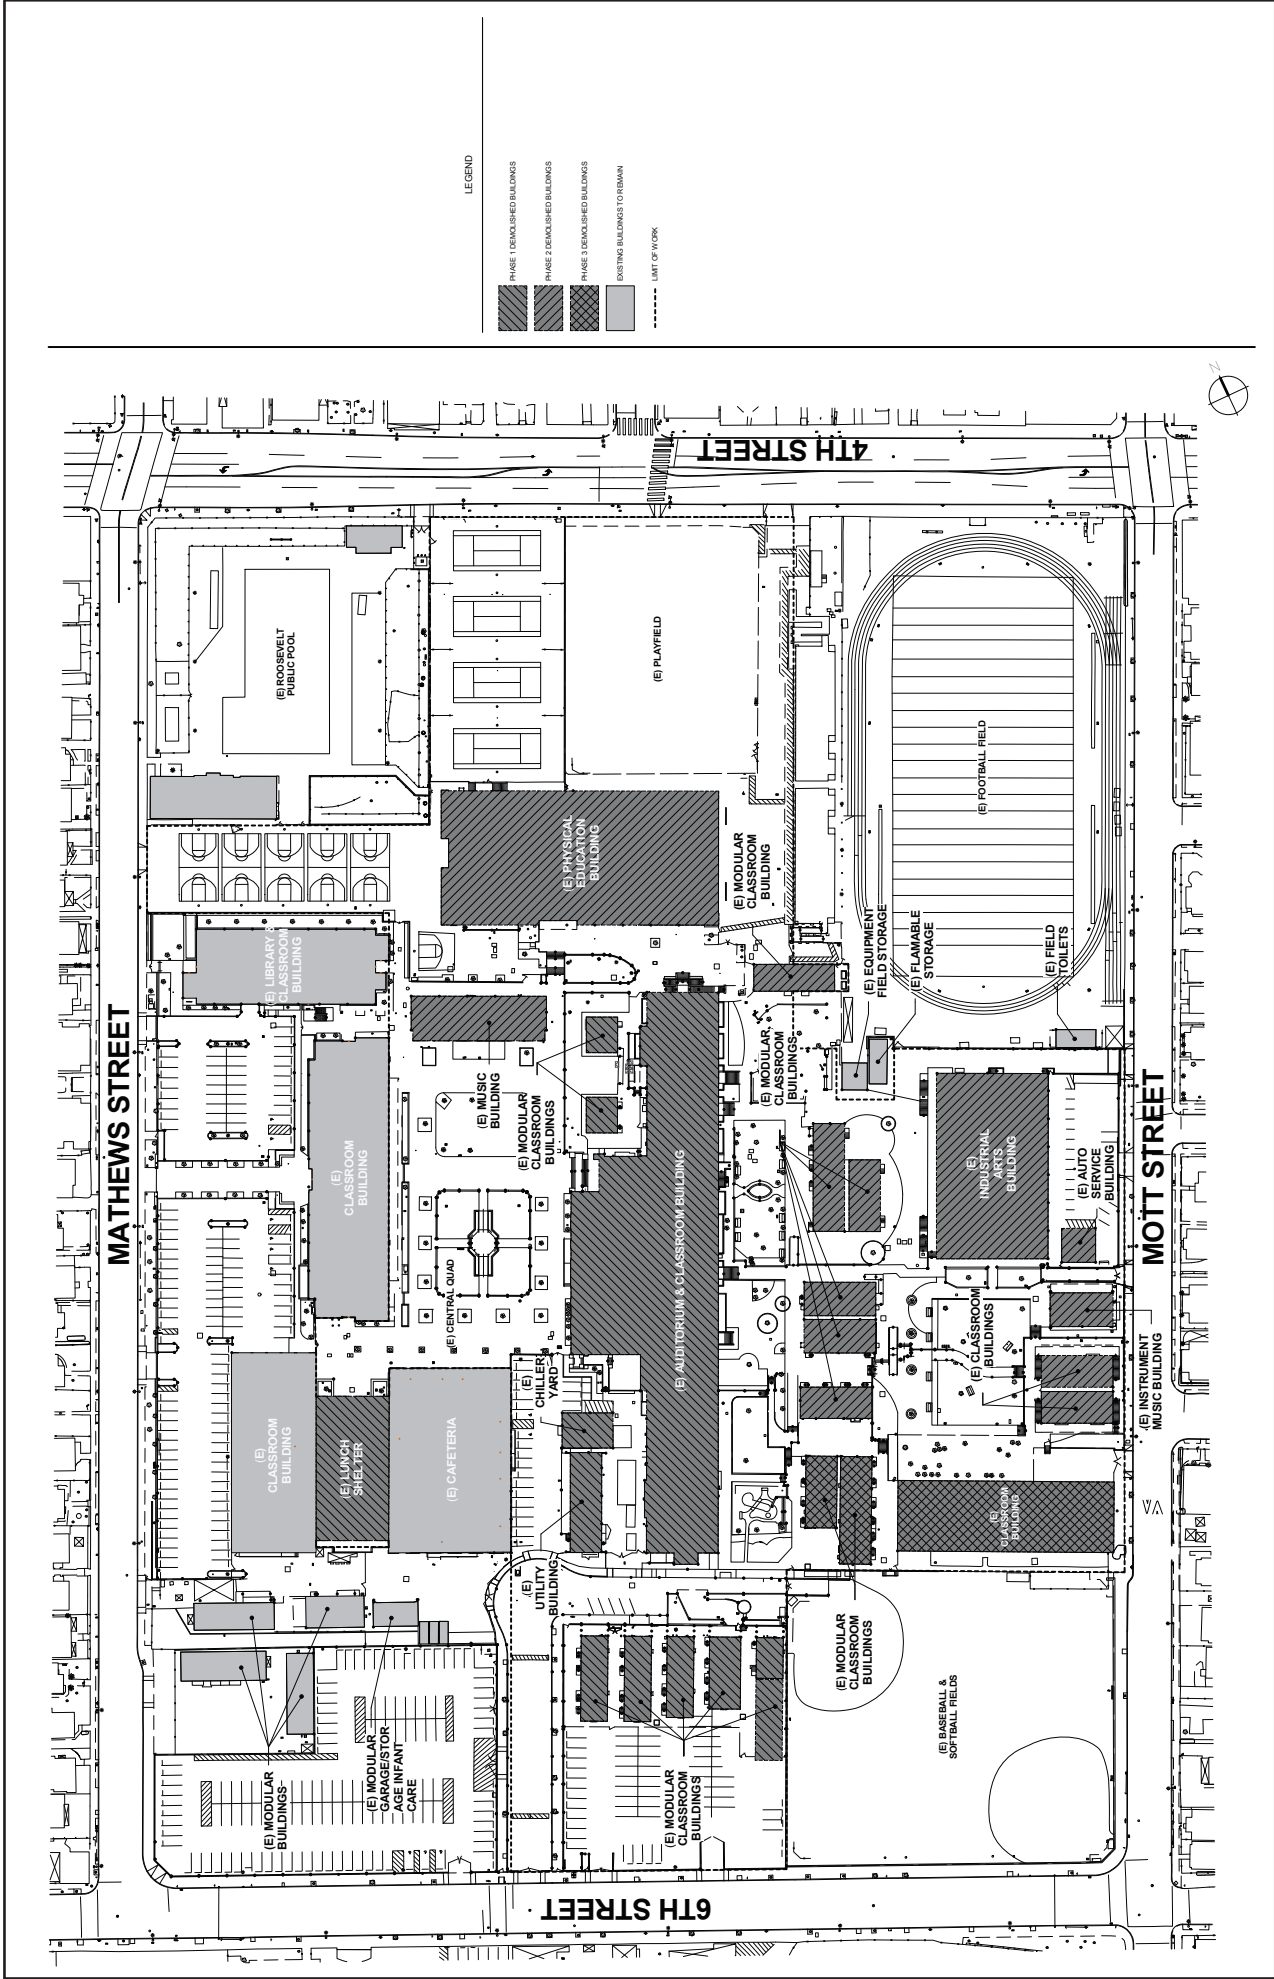 LEGEND
PHASE 1 DEMOLISHED BUILDINGS
PHASE 2 DEMOLISHED BUILDINGS
PHASE 3 DEMOLISHED BUILDINGS
EXISTING BUILDINGS TO REMAIN
LIMIT OF WORK
N
4TH STREET
MATHEWS STREET
MOTT STREET
6TH STREET
(E) ROOSEVELT
PUBLIC POOL
(E) PLAYFIELD
(E) FOOTBALL FIELD
(E) PHYSICAL
EDUCATION
BUILDING
(E) MODULAR
CLASSROOM
BUILDING
(E) LIBRARY &
CLASSROOM
BUILDING
(E) EQUIPMENT
FIELD STORAGE
(E) FLAMABLE
STORAGE
(E) FIELD
TOILETS
(E)
CLASSROOM
BUILDING
(E) MUSIC
BUILDING
(E) MODULAR
CLASSROOM
BUILDINGS
(E) MODULAR
CLASSROOM
BUILDINGS
(E)
INDUSTRIAL
ARTS
BUILDING
(E) AUTO
SERVICE
BUILDING
(E) CENTRAL QUAD
(E) AUDITORIUM & CLASSROOM BUILDING
(E) CLASSROOM
BUILDINGS
(E) INSTRUMENT
MUSIC BUILDING
(E)
CHILLER
YARD
(E)
CLASSROOM
BUILDING
(E) LUNCH
SHELTER
(E) CAFETERIA
(E)
CLASSROOM
BUILDING
(E)
UTILITY
BUILDING
(E) MODULAR
CLASSROOM
BUILDINGS
(E) BASEBALL &
SOFTBALL FIELDS
(E) MODULAR
BUILDINGS
(E) MODULAR
GARAGE/STOR
AGE INFANT
CARE
(E) MODULAR
CLASSROOM
BUILDINGS